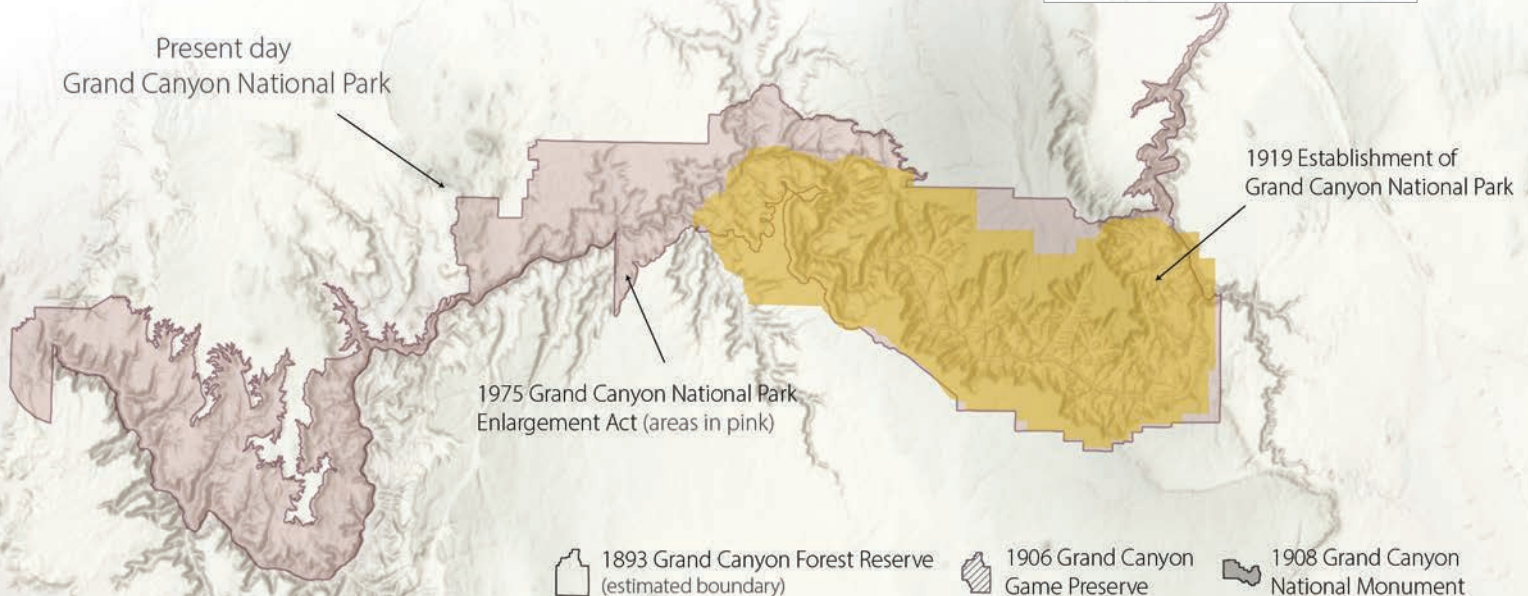 Present day
Grand Canyon National Park
1919 Establishment of
Grand Canyon National Park
1975 Grand Canyon National Park
Enlargement Act (areas in pink)
1893 Grand Canyon Forest Reserve
(estimated boundary)
1906 Grand Canyon
Game Preserve
1908 Grand Canyon
National Monument